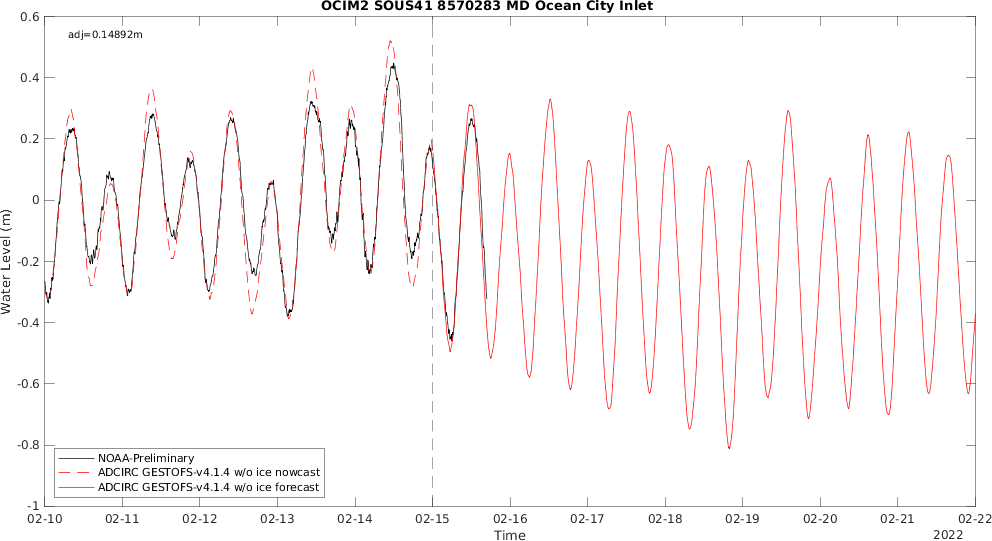 OCIM2 SOUS41 8570283 MD Ocean City Inlet
adj=0.14892m
0.6
0.4
0.2
0
-0.2
-0.4
-0.6
-0.8
-1
Water Level (m)
NOAA-Preliminary
ADCIRC GESTOFS-v4.1.4 w/o ice nowcast
ADCIRC GESTOFS-v4.1.4 w/o ice forecast
02-10 02-11 02-12 02-13 02-14 02-15 02-16 02-17 02-18 02-19 02-20 02-21 02-22
Time
2022